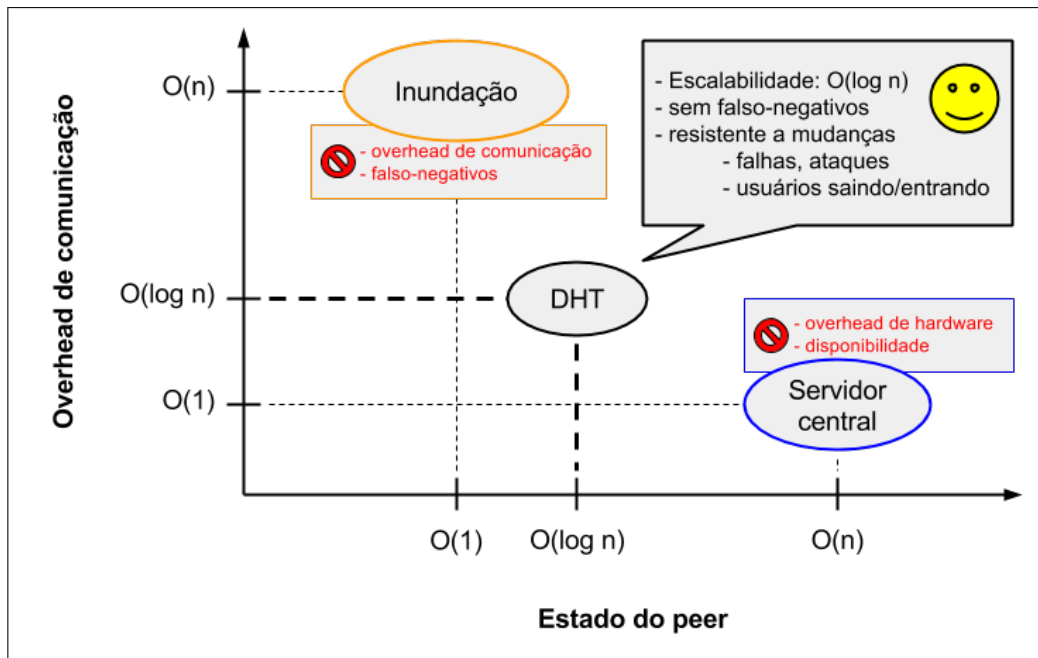 Overhead de comunicação
O(n)
O(log n)
O(1)
Inundação
- overhead de comunicação
- falso-negativos
- Escalabilidade: O(log n)
- sem falso-negativos
- resistente a mudanças
- falhas, ataques
- usuários saindo/entrando
DHT
- overhead de hardware
- disponibilidade
Servidor
central
O(1)
O(log n)
O(n)
Estado do peer